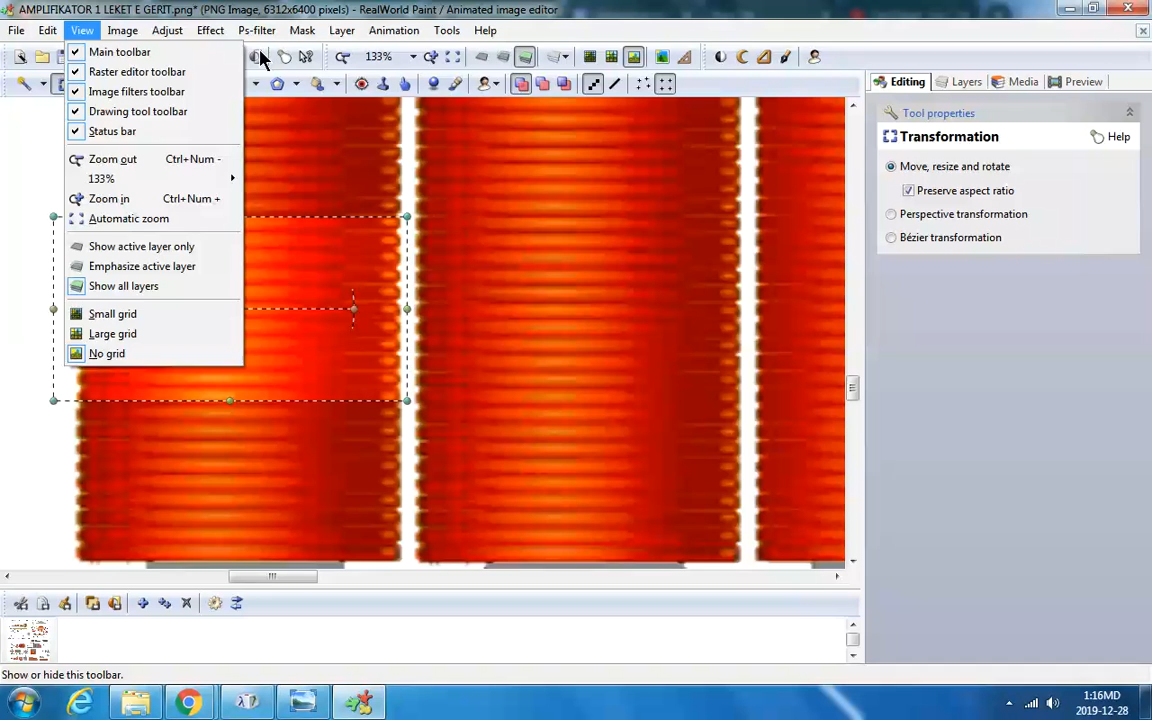 AMPLIFIKATOR 1 LEKET E GERIT.png* (PNG Image, 6312x6400 pixels) - RealWorld Paint / Animated image editor
File Edit View Image Adjust Effect Ps-filter Mask Layer Animation Tools Help
133%
Editing Layers Media Preview
Main toolbar
Raster editor toolbar
Image filters toolbar
Drawing tool toolbar
Status bar
Zoom out Ctrl+Num -
133%
Zoom in Ctrl+Num +
Automatic zoom
Show active layer only
Emphasize active layer
Show all layers
Small grid
Large grid
No grid
Tool properties
Transformation Help
Move, resize and rotate
Preserve aspect ratio
Perspective transformation
Bézier transformation
Show or hide this toolbar.
1:16MD
2019-12-28